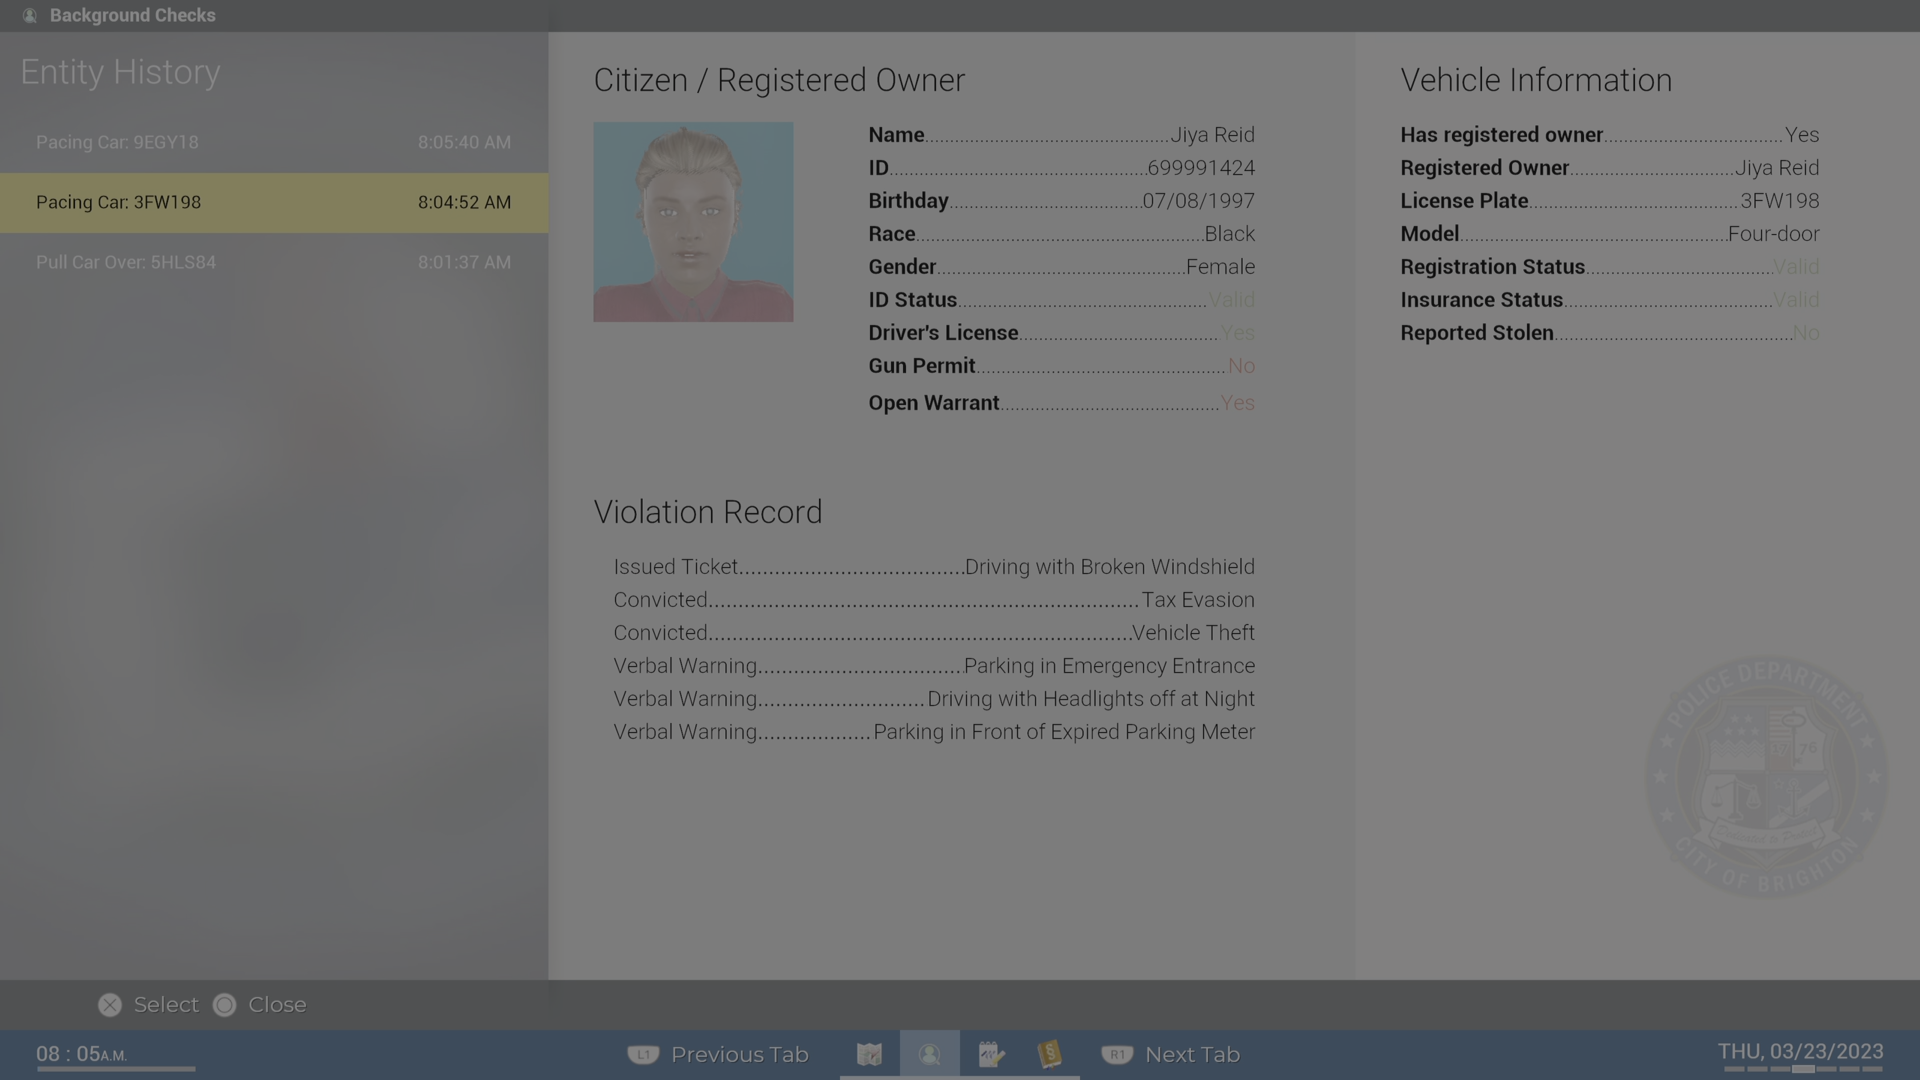 Background Checks
Entity History
Pacing Car: 9EGY18 8:05:40 AM
Pacing Car: 3FW198 8:04:52 AM
Pull Car Over: 5HLS84 8:01:37 AM
Citizen / Registered Owner
Name Jiya Reid
ID 699991424
Birthday 07/08/1997
Race Black
Gender Female
ID Status Valid
Driver's License Yes
Gun Permit No
Open Warrant Yes
Violation Record
Issued Ticket Driving with Broken Windshield
Convicted Tax Evasion
Convicted Vehicle Theft
Verbal Warning Parking in Emergency Entrance
Verbal Warning Driving with Headlights off at Night
Verbal Warning Parking in Front of Expired Parking Meter
Vehicle Information
Has registered owner Yes
Registered Owner Jiya Reid
License Plate 3FW198
Model Four-door
Registration Status Valid
Insurance Status Valid
Reported Stolen No
POLICE DEPARTMENT
17 76
CITY OF BRIGHTON
Select Close
08 : 05 A.M.
L1 Previous Tab
R1 Next Tab
THU, 03/23/2023